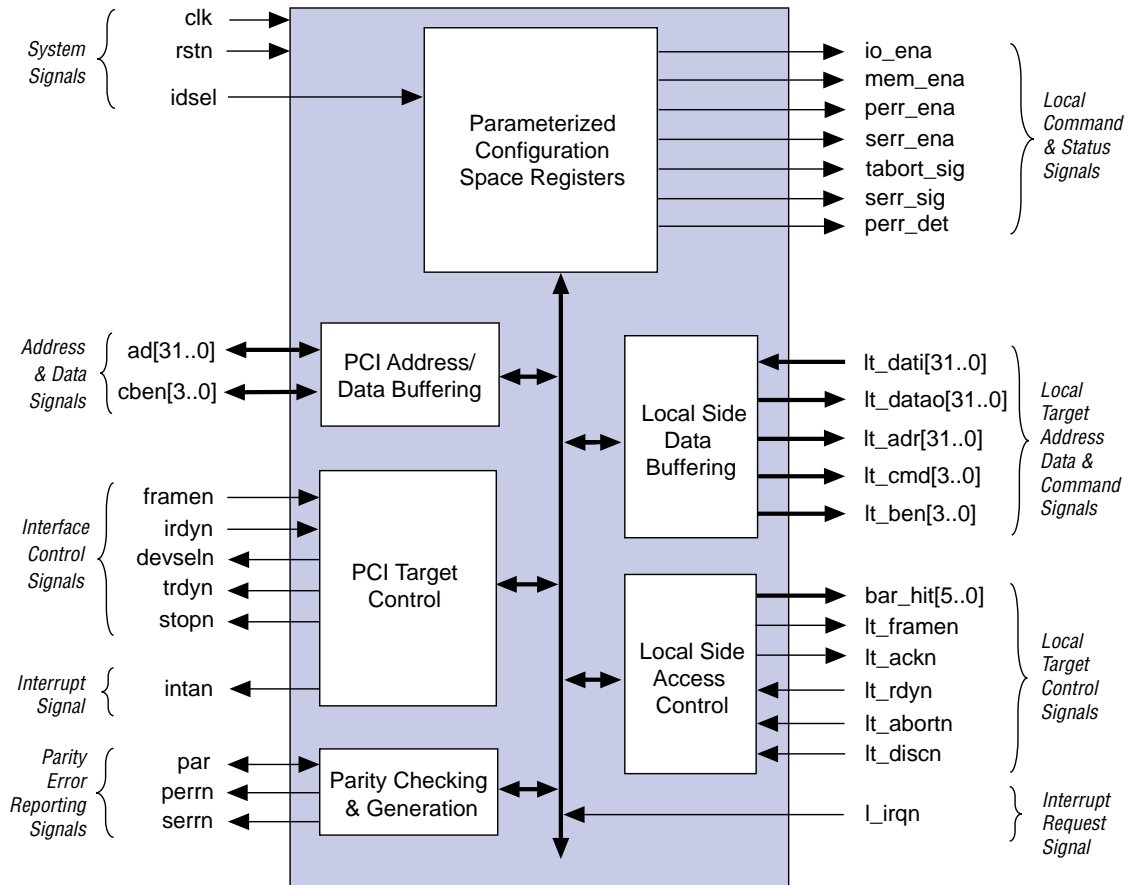 System
Signals
clk
rstn
idsel
Parameterized
Configuration
Space Registers
io_ena
mem_ena
perr_ena
serr_ena
tabort_sig
serr_sig
perr_det
Local
Command
& Status
Signals
Address
& Data
Signals
ad[31..0]
cben[3..0]
PCI Address/
Data Buffering
Local Side
Data
Buffering
lt_dati[31..0]
lt_datao[31..0]
lt_adr[31..0]
lt_cmd[3..0]
lt_ben[3..0]
Local
Target
Address
Data &
Command
Signals
Interface
Control
Signals
framen
irdyn
devseln
trdyn
stopn
PCI Target
Control
Interrupt
Signal
intan
Local Side
Access
Control
bar_hit[5..0]
lt_framen
lt_ackn
lt_rdyn
lt_abortn
lt_discn
Local
Target
Control
Signals
Parity
Error
Reporting
Signals
par
perrn
serrn
Parity Checking
& Generation
l_irqn
Interrupt
Request
Signal